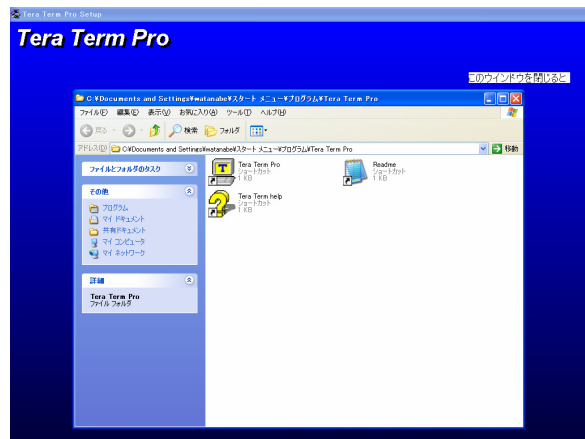 Tera Term Pro Setup
Tera Term Pro
このウインドウを閉じると
C:¥Documents and Settings¥watanabe¥スタート メニュー¥プログラム¥Tera Term Pro
ファイル(F) 編集(E) 表示(V) お気に入り(A) ツール(T) ヘルプ(H)
戻る 検索 フォルダ
アドレス(D) C:¥Documents and Settings¥watanabe¥スタート メニュー¥プログラム¥Tera Term Pro 移動
ファイルとフォルダのタスク
その他
プログラム
マイ ドキュメント
共有ドキュメント
マイ コンピュータ
マイ ネットワーク
詳細
Tera Term Pro
ファイル フォルダ
Tera Term Pro
ショートカット
1 KB
Readme
ショートカット
1 KB
Tera Term help
ショートカット
1 KB